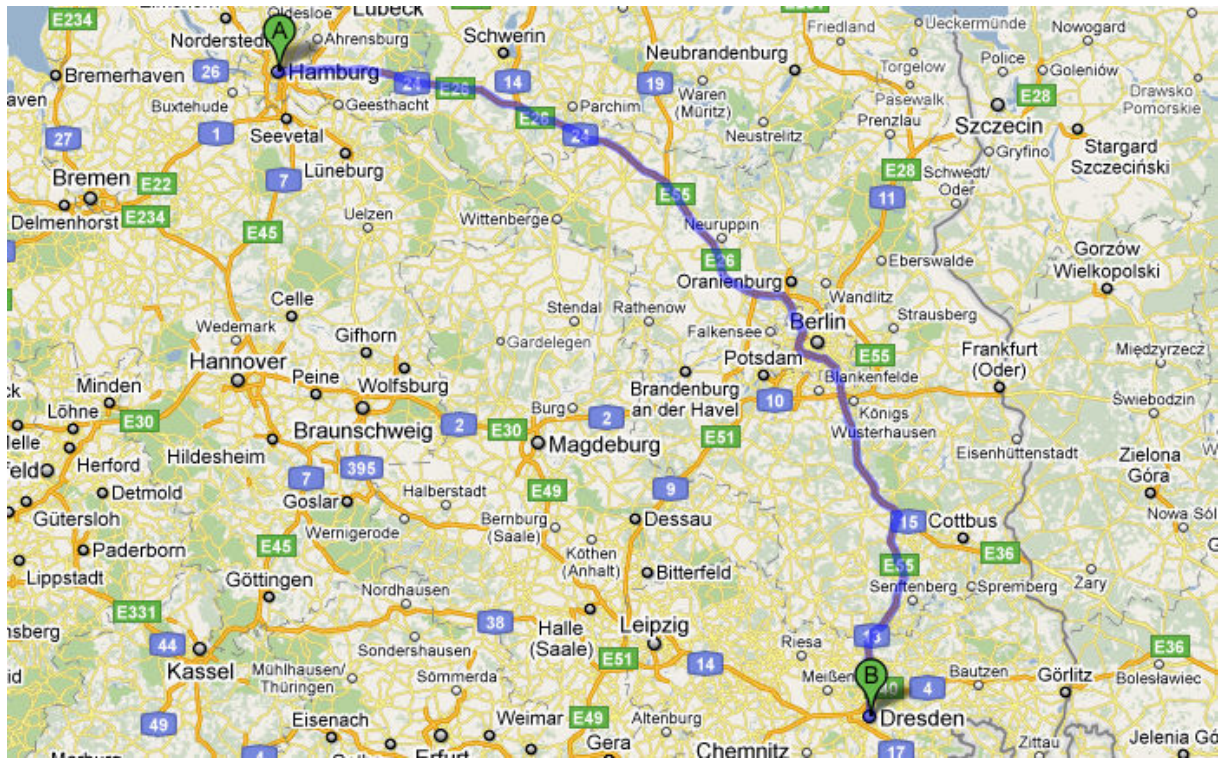 E234
Oldesloe
Lübeck
E28
Ueckermünde
Nowogard
Norderstedt
Ahrensburg
Schwerin
Friedland
A
Neubrandenburg
Torgelow
Police
Goleniów
Bremerhaven
26
Hamburg
24
E26
14
19
Waren
(Müritz)
Pasewalk
Drawsko
Pomorskie
Buxtehude
Geesthacht
Parchim
Prenzlau
Szczecin
27
1
Seevetal
E26
24
Neustrelitz
Stargard
Szczeciński
Gryfino
Bremen
E22
7
Lüneburg
E55
E28
Schwedt/
Oder
11
Delmenhorst
E234
E45
Uelzen
Wittenberge
Neuruppin
Gorzów
Wielkopolski
E26
Eberswalde
Oranienburg
Wandlitz
Celle
Stendal
Rathenow
Falkensee
Berlin
Strausberg
Wedemark
Gifhorn
Gardelegen
Hannover
Potsdam
E55
Frankfurt
(Oder)
Międzyrzecz
Minden
Peine
Wolfsburg
Brandenburg
an der Havel
10
Blankenfelde
Świebodzin
Löhne
E30
Burg
2
Königs
Wusterhausen
Braunschweig
2
E30
Magdeburg
E51
Eisenhüttenstadt
Zielona
Góra
Herford
Hildesheim
7
395
Detmold
Goslar
Halberstadt
E49
9
Gütersloh
Wernigerode
Bernburg
(Saale)
Dessau
15
Cottbus
Nowa Sól
Paderborn
E45
Köthen
(Anhalt)
E36
Lippstadt
Göttingen
Bitterfeld
E55
Senftenberg
Spremberg
Zary
E331
Nordhausen
44
38
Halle
(Saale)
Leipzig
Riesa
13
Kassel
Sondershausen
E51
14
E36
Mühlhausen/
Thüringen
Sömmerda
Meißen
B
40
4
Bautzen
Görlitz
Bolesławiec
49
Eisenach
Weimar
E49
Altenburg
Dresden
4
Erfurt
Gera
Chemnitz
17
Zittau
Jelenia Gó